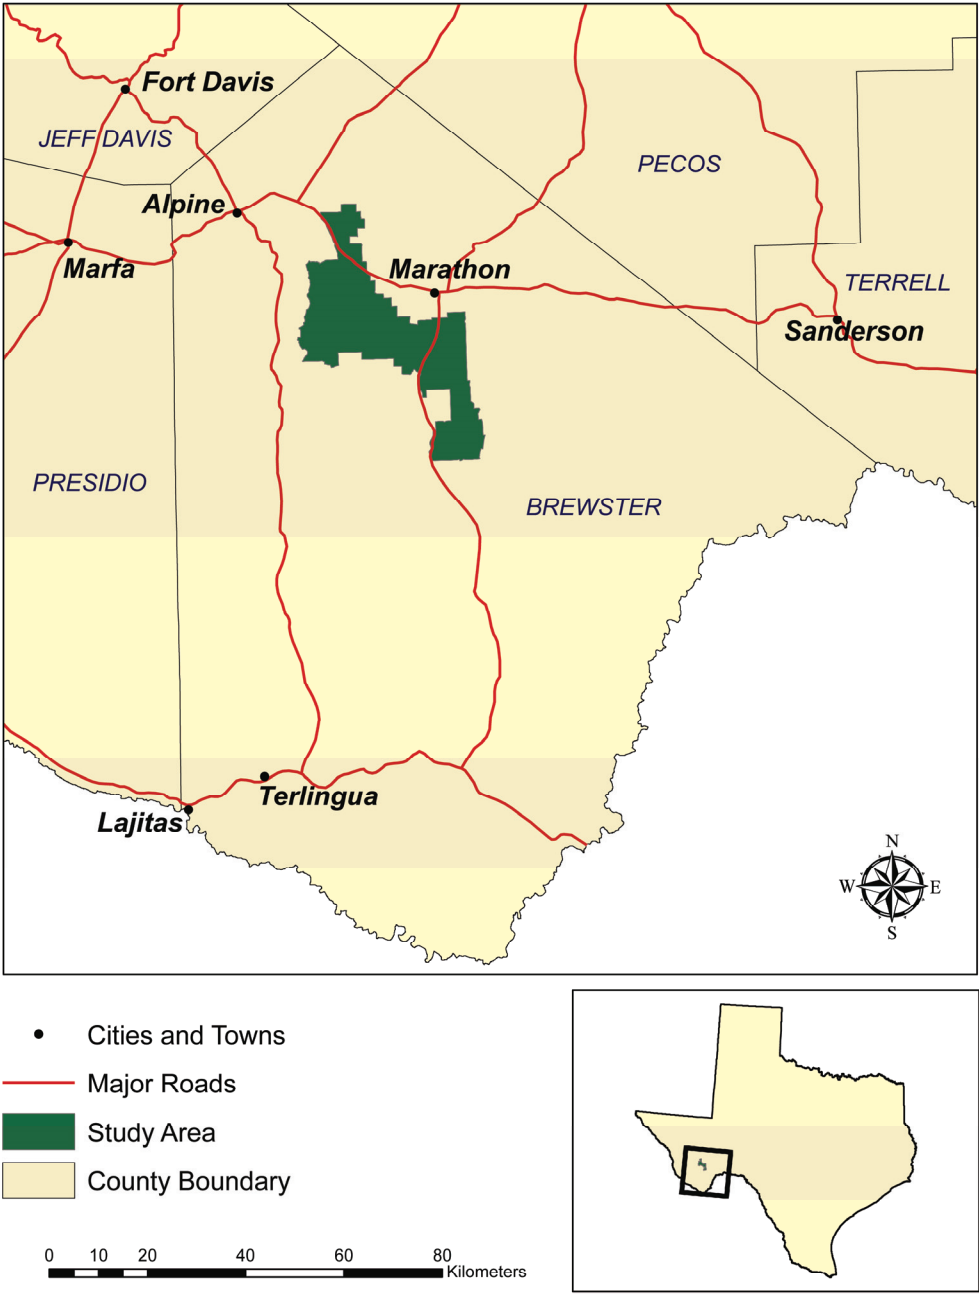 Fort Davis
JEFF DAVIS
PECOS
Alpine
Marfa
Marathon
TERRELL
Sanderson
PRESIDIO
BREWSTER
Terlingua
Lajitas
N
W E
S
Cities and Towns
Major Roads
Study Area
County Boundary
0 10 20 40 60 80
Kilometers